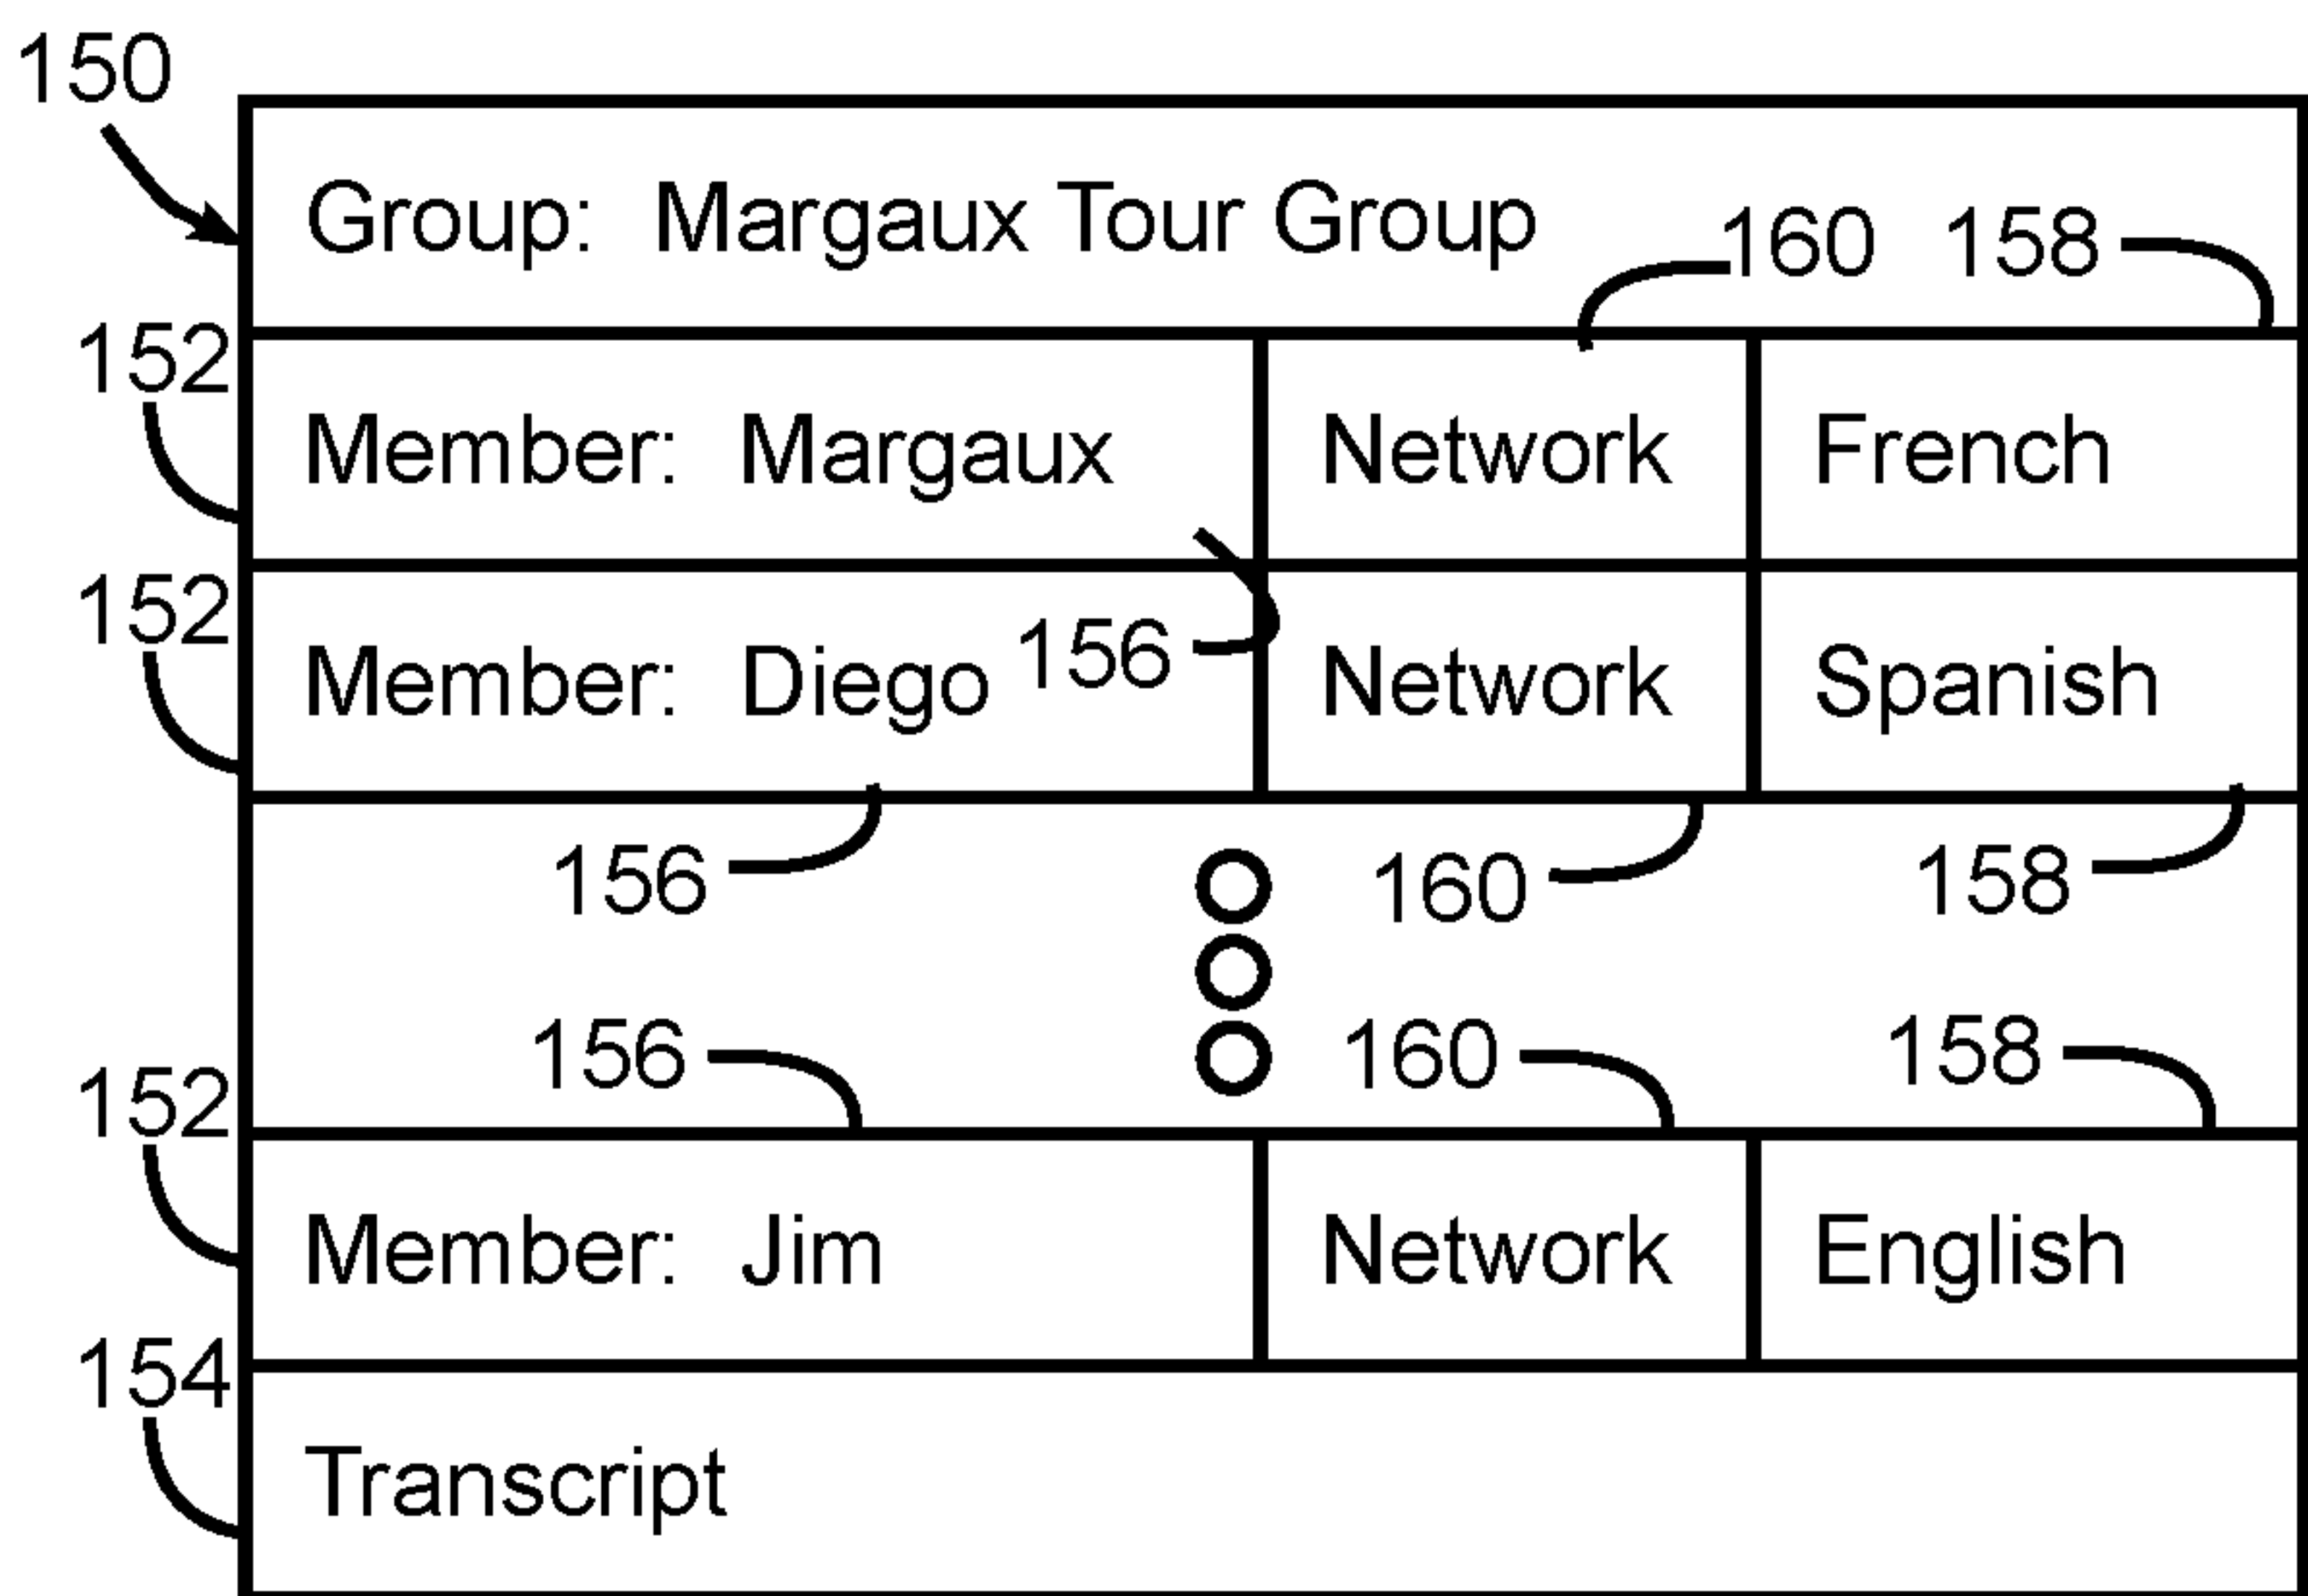 150
Group: Margaux Tour Group
160 158
152
Member: Margaux Network French
152
Member: Diego 156 Network Spanish
156 160 158
156 160 158
152
Member: Jim Network English
154
Transcript